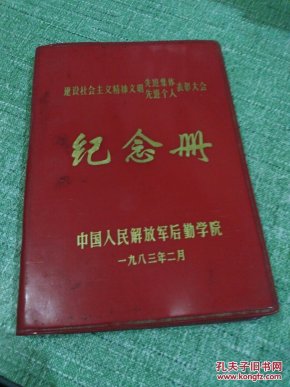 建设社会主义精神文明先进集体先进个人表彰大会
纪念册
中国人民解放军后勤学院
一九八三年二月
孔夫子旧书网